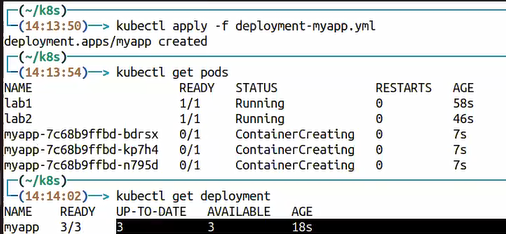 (~/k8s)
(14:13:50)—> kubectl apply -f deployment-myapp.yml
deployment.apps/myapp created
(~/k8s)
(14:13:54)—> kubectl get pods
NAME READY STATUS RESTARTS AGE
lab1 1/1 Running 0 58s
lab2 1/1 Running 0 46s
myapp-7c68b9ffbd-bdrsx 0/1 ContainerCreating 0 7s
myapp-7c68b9ffbd-kp7h4 0/1 ContainerCreating 0 7s
myapp-7c68b9ffbd-n795d 0/1 ContainerCreating 0 7s
(~/k8s)
(14:14:02)—> kubectl get deployment
NAME READY UP-TO-DATE AVAILABLE AGE
myapp 3/3 3 3 18s